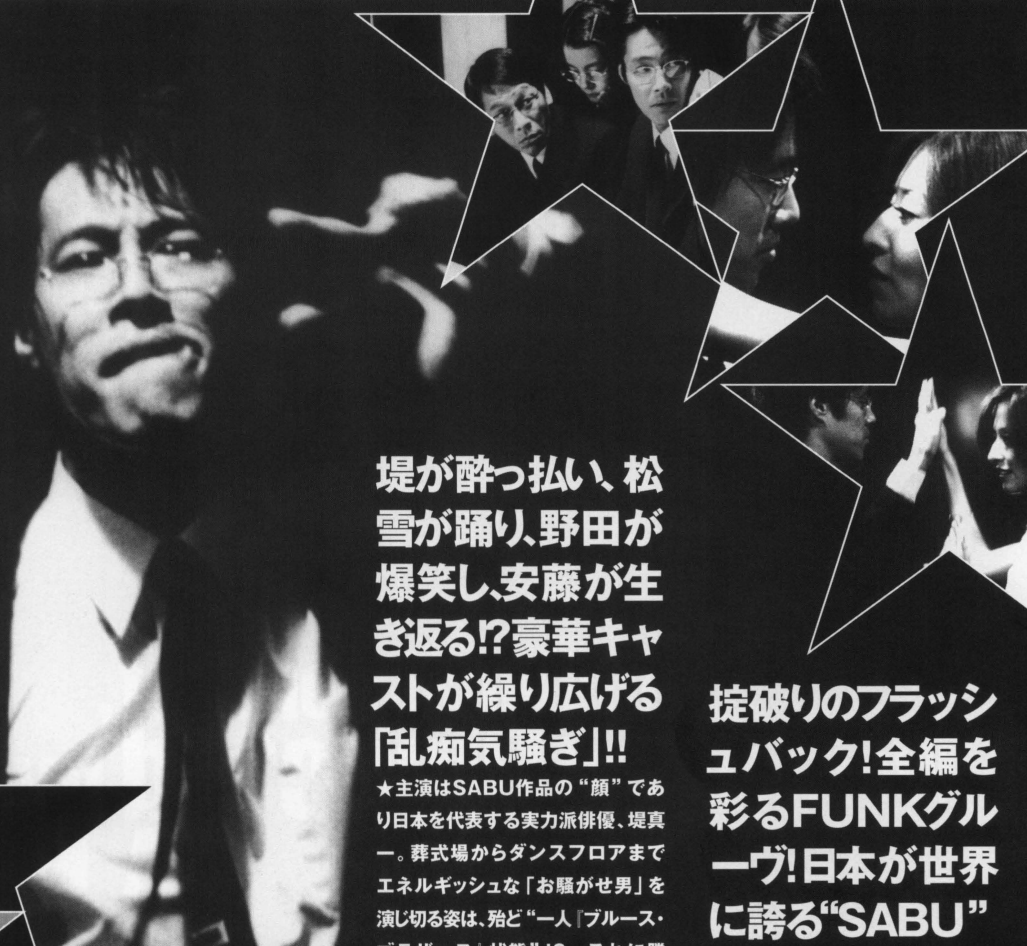 堤が酔っ払い、松
雪が踊り、野田が
爆笑し、安藤が生
き返る!?豪華キャ
ストが繰り広げる
「乱痴気騒ぎ」!!
★主演はSABU作品の“顔”であ
り日本を代表する実力派俳優、堤真
一。葬式場からダンスフロアまで
エネルギッシュな「お騒がせ男」を
演じ切る姿は、殆ど“一人『ブルース・
掟破りのフラッシ
ュバック!全編を
彩るFUNKグル
ーヴ!日本が世界
に誇る“SABU”